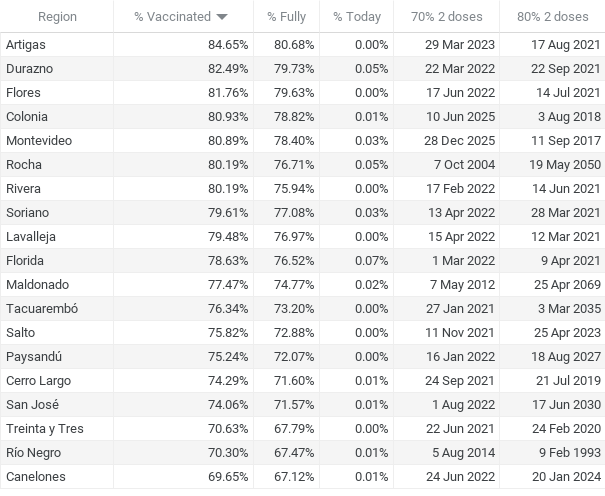 Region % Vaccinated % Fully % Today 70% 2 doses 80% 2 doses
Artigas 84.65% 80.68% 0.00% 29 Mar 2023 17 Aug 2021
Durazno 82.49% 79.73% 0.05% 22 Mar 2022 22 Sep 2021
Flores 81.76% 79.63% 0.00% 17 Jun 2022 14 Jul 2021
Colonia 80.93% 78.82% 0.01% 10 Jun 2025 3 Aug 2018
Montevideo 80.89% 78.40% 0.03% 28 Dec 2025 11 Sep 2017
Rocha 80.19% 76.71% 0.05% 7 Oct 2004 19 May 2050
Rivera 80.19% 75.94% 0.00% 17 Feb 2022 14 Jun 2021
Soriano 79.61% 77.08% 0.03% 13 Apr 2022 28 Mar 2021
Lavalleja 79.48% 76.97% 0.00% 15 Apr 2022 12 Mar 2021
Florida 78.63% 76.52% 0.07% 1 Mar 2022 9 Apr 2021
Maldonado 77.47% 74.77% 0.02% 7 May 2012 25 Apr 2069
Tacuarembó 76.34% 73.20% 0.00% 27 Jan 2021 3 Mar 2035
Salto 75.82% 72.88% 0.00% 11 Nov 2021 25 Apr 2023
Paysandú 75.24% 72.07% 0.00% 16 Jan 2022 18 Aug 2027
Cerro Largo 74.29% 71.60% 0.01% 24 Sep 2021 21 Jul 2019
San José 74.06% 71.57% 0.01% 1 Aug 2022 17 Jun 2030
Treinta y Tres 70.63% 67.79% 0.00% 22 Jun 2021 24 Feb 2020
Río Negro 70.30% 67.47% 0.01% 5 Aug 2014 9 Feb 1993
Canelones 69.65% 67.12% 0.01% 24 Jun 2022 20 Jan 2024